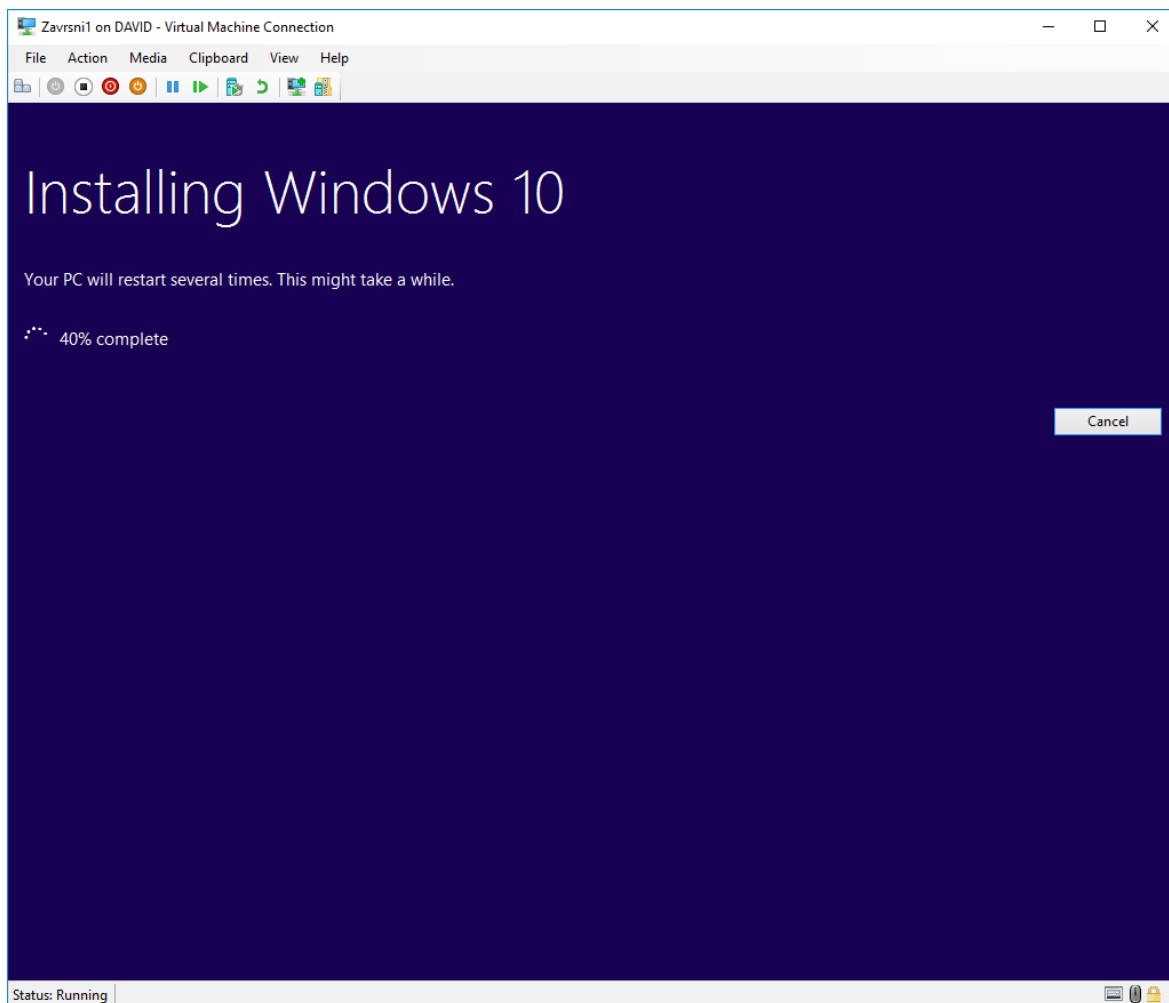 Zavrsni1 on DAVID - Virtual Machine Connection
File Action Media Clipboard View Help
Installing Windows 10
Your PC will restart several times. This might take a while.
40% complete
Cancel
Status: Running